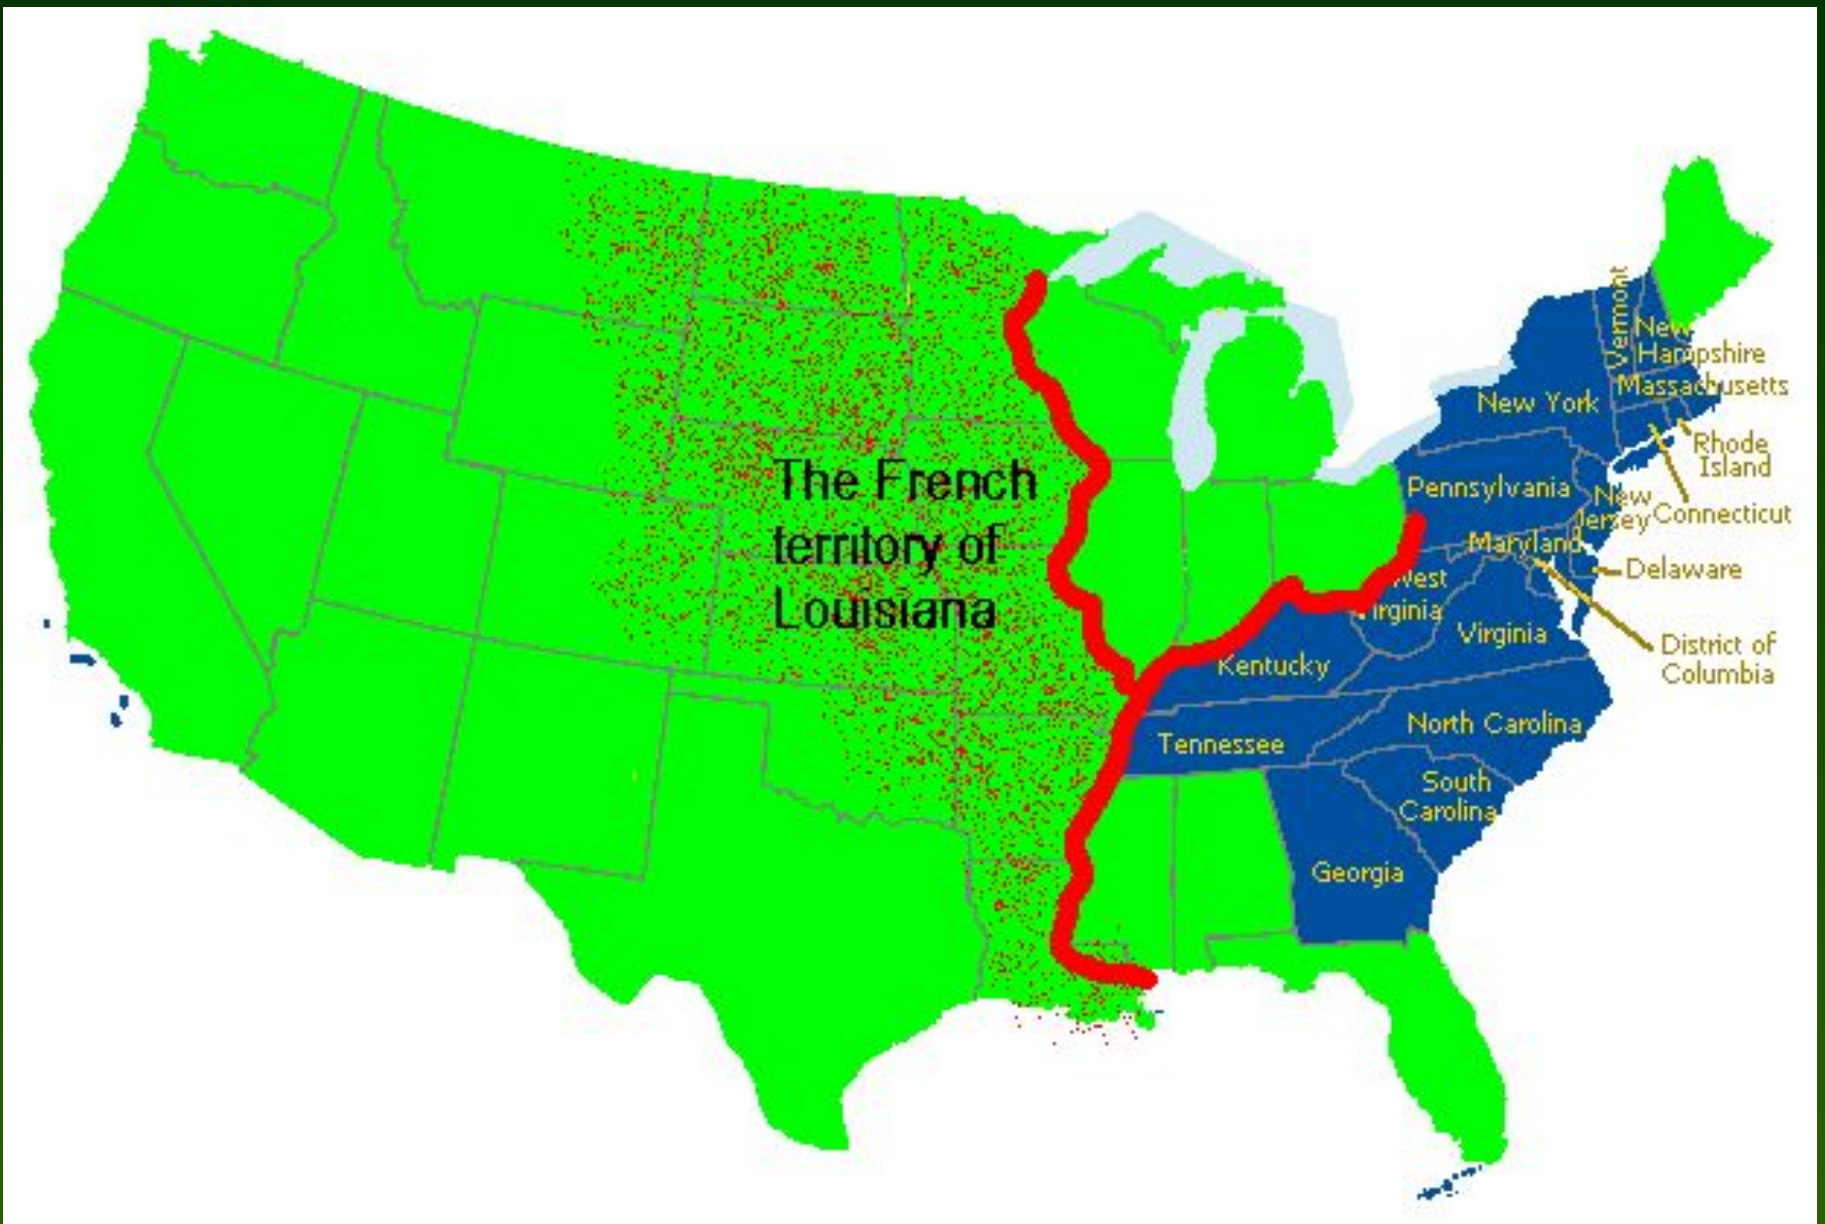 The French
territory of
Louisiana
Vermont
New
Hampshire
Massachusetts
New York
Rhode
Island
Pennsylvania
New
Jersey
Connecticut
Maryland
Delaware
West
Virginia
Virginia
District of
Columbia
Kentucky
North Carolina
Tennessee
South
Carolina
Georgia